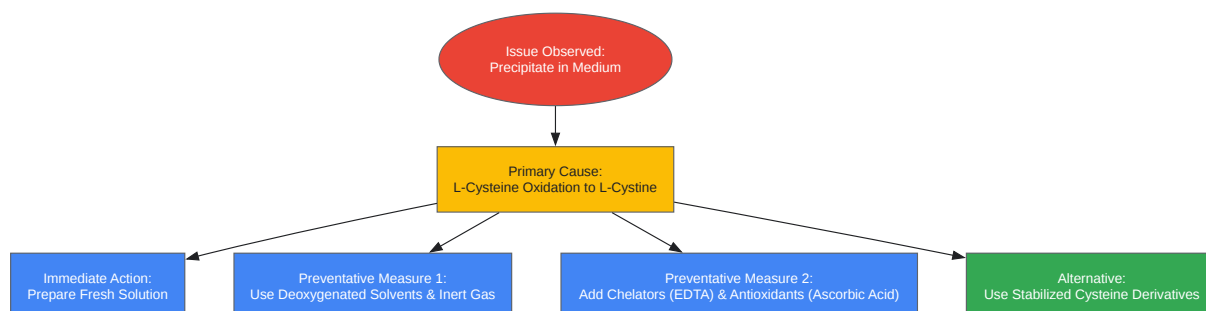 Issue Observed:
Precipitate in Medium
Primary Cause:
L-Cysteine Oxidation to L-Cystine
Immediate Action:
Prepare Fresh Solution
Preventative Measure 1:
Use Deoxygenated Solvents & Inert Gas
Preventative Measure 2:
Add Chelators (EDTA) & Antioxidants (Ascorbic Acid)
Alternative:
Use Stabilized Cysteine Derivatives